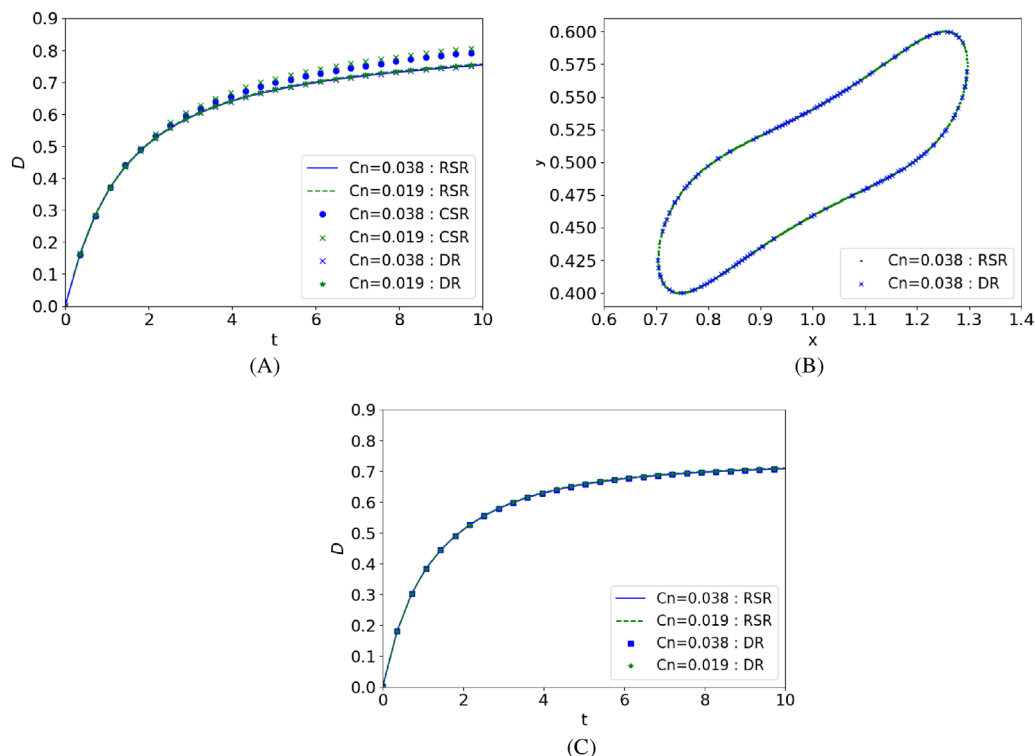 0.9
0.8
0.7
0.6
0.5
0.4
0.3
0.2
0.1
0.0
D
0 2 4 6 8 10
t
Cn=0.038 : RSR
Cn=0.019 : RSR
Cn=0.038 : CSR
Cn=0.019 : CSR
Cn=0.038 : DR
Cn=0.019 : DR
(A)
0.600
0.575
0.550
0.525
0.500
0.475
0.450
0.425
0.400
y
0.6 0.7 0.8 0.9 1.0 1.1 1.2 1.3 1.4
x
Cn=0.038 : RSR
Cn=0.038 : DR
(B)
0.9
0.8
0.7
0.6
0.5
0.4
0.3
0.2
0.1
0.0
D
0 2 4 6 8 10
t
Cn=0.038 : RSR
Cn=0.019 : RSR
Cn=0.038 : DR
Cn=0.019 : DR
(C)